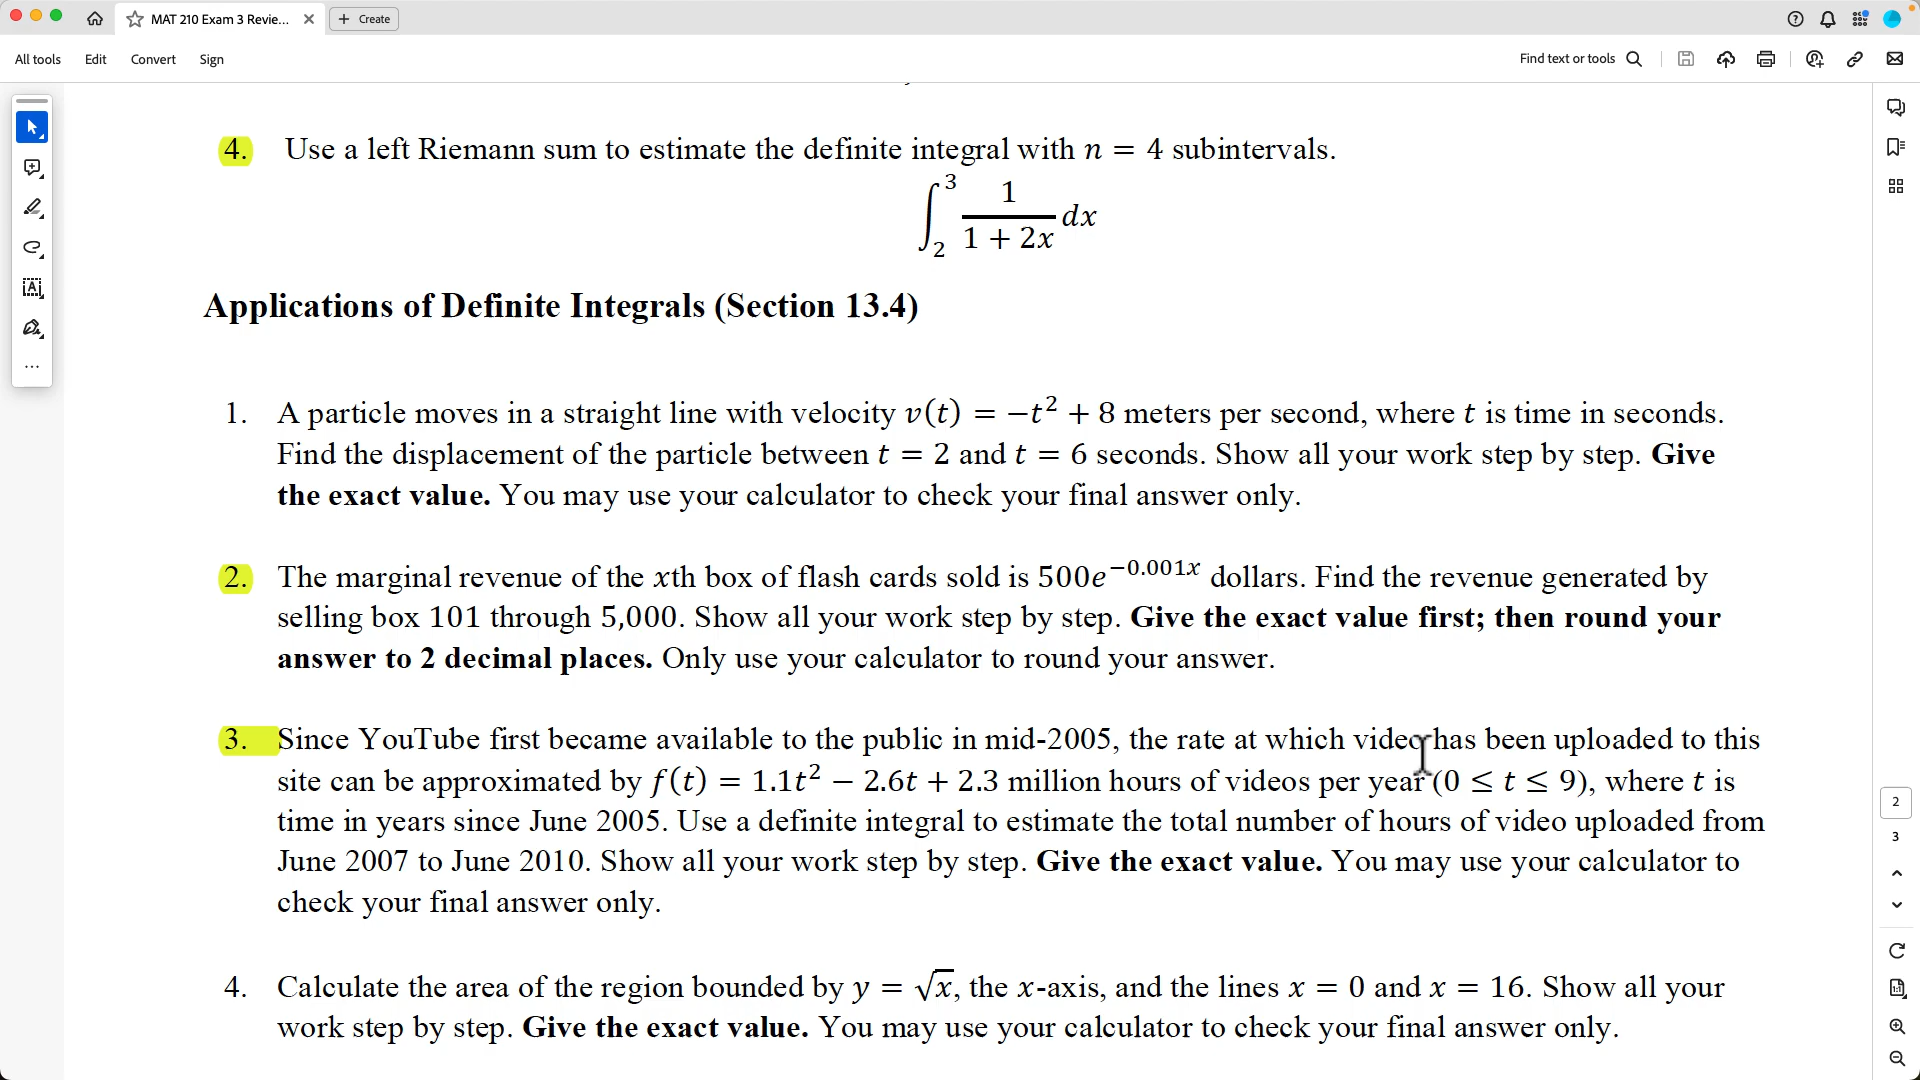 MAT 210 Exam 3 Revie...
Create
All tools Edit Convert Sign
Find text or tools
4. Use a left Riemann sum to estimate the definite integral with n = 4 subintervals.
∫₂³ 1/(1 + 2x) dx
Applications of Definite Integrals (Section 13.4)
1. A particle moves in a straight line with velocity v(t) = −t² + 8 meters per second, where t is time in seconds.
Find the displacement of the particle between t = 2 and t = 6 seconds. Show all your work step by step. Give
the exact value. You may use your calculator to check your final answer only.
2. The marginal revenue of the xth box of flash cards sold is 500e^−0.001x dollars. Find the revenue generated by
selling box 101 through 5,000. Show all your work step by step. Give the exact value first; then round your
answer to 2 decimal places. Only use your calculator to round your answer.
3. Since YouTube first became available to the public in mid-2005, the rate at which video has been uploaded to this
site can be approximated by f(t) = 1.1t² − 2.6t + 2.3 million hours of videos per year (0 ≤ t ≤ 9), where t is
time in years since June 2005. Use a definite integral to estimate the total number of hours of video uploaded from
June 2007 to June 2010. Show all your work step by step. Give the exact value. You may use your calculator to
check your final answer only.
4. Calculate the area of the region bounded by y = √x, the x-axis, and the lines x = 0 and x = 16. Show all your
work step by step. Give the exact value. You may use your calculator to check your final answer only.
2
3